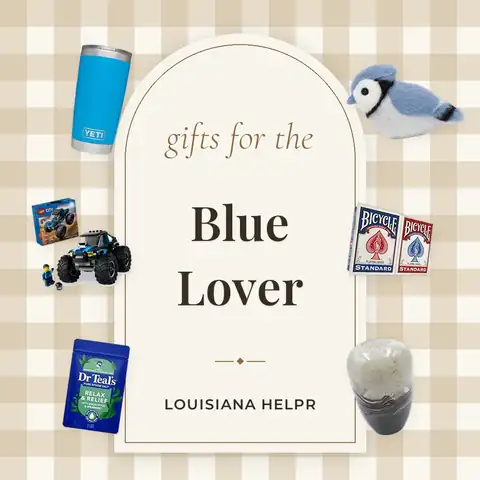 gifts for the
Blue
Lover
LOUISIANA HELPR
YETI
BICYCLE
STANDARD
BICYCLE
STANDARD
Dr Teal's
RELAX
& RELIEF